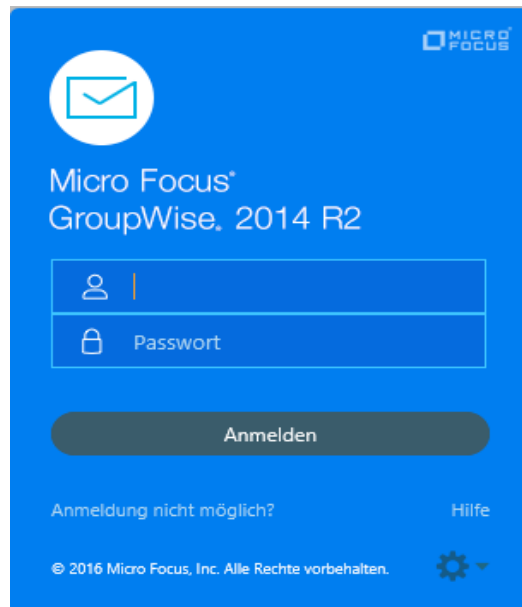 MICRO
FOCUS
Micro Focus®
GroupWise® 2014 R2
Passwort
Anmelden
Anmeldung nicht möglich? Hilfe
© 2016 Micro Focus, Inc. Alle Rechte vorbehalten.